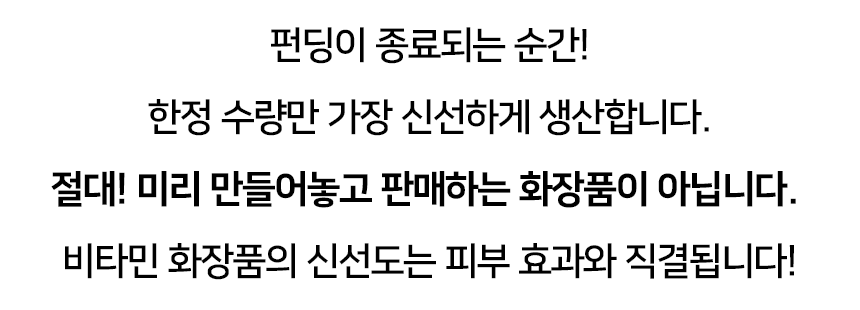 펀딩이 종료되는 순간!
한정 수량만 가장 신선하게 생산합니다.
절대! 미리 만들어놓고 판매하는 화장품이 아닙니다.
비타민 화장품의 신선도는 피부 효과와 직결됩니다!